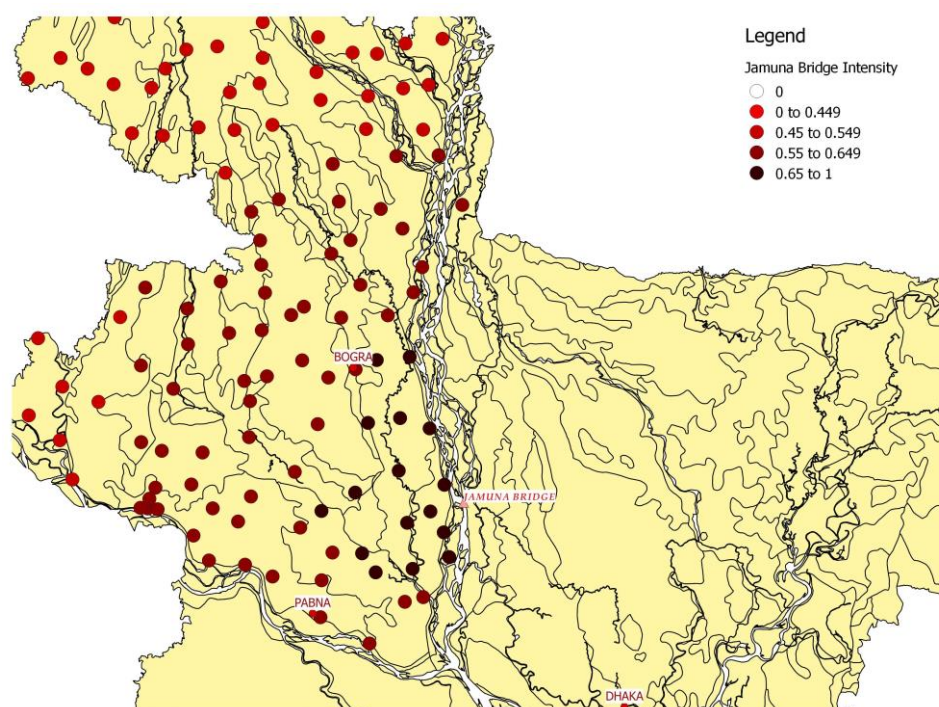 Legend
Jamuna Bridge Intensity
0
0 to 0.449
0.45 to 0.549
0.55 to 0.649
0.65 to 1
BOGRA
JAMUNA BRIDGE
PABNA
DHAKA